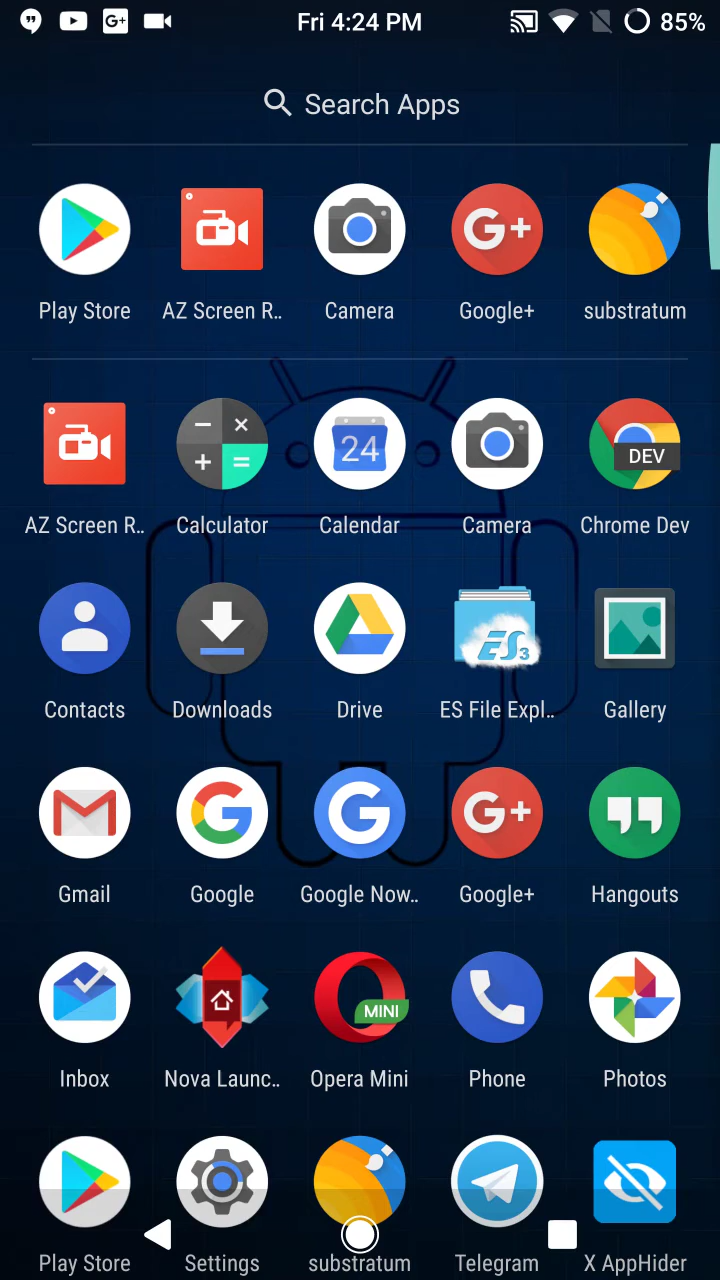 Fri 4:24 PM 85%
Search Apps
Play Store AZ Screen R.. Camera Google+ substratum
24 DEV
AZ Screen R.. Calculator Calendar Camera Chrome Dev
ES3
Contacts Downloads Drive ES File Expl.. Gallery
Gmail Google Google Now.. Google+ Hangouts
MINI
Inbox Nova Launc.. Opera Mini Phone Photos
Play Store Settings substratum Telegram X AppHider